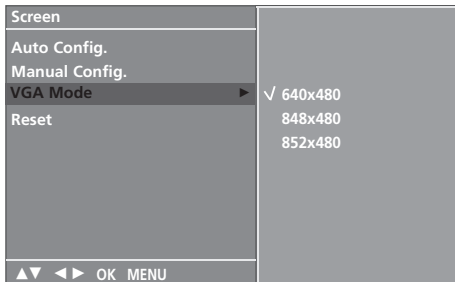 Screen
Auto Config.
Manual Config.
VGA Mode ►
Reset
√ 640x480
848x480
852x480
▲▼ ◄► OK MENU